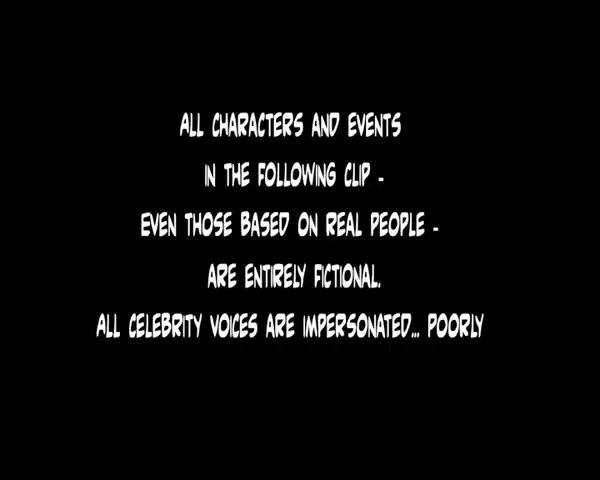 ALL CHARACTERS AND EVENTS
IN THE FOLLOWING CLIP -
EVEN THOSE BASED ON REAL PEOPLE -
ARE ENTIRELY FICTIONAL.
ALL CELEBRITY VOICES ARE IMPERSONATED... POORLY